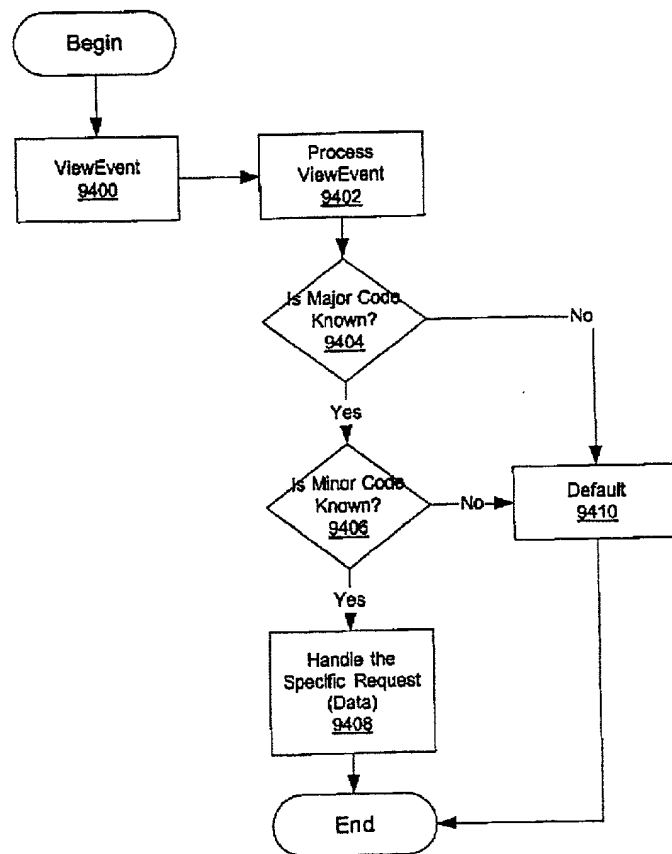 Begin
ViewEvent
9400
Process
ViewEvent
9402
Is Major Code
Known?
9404
No
Yes
Is Minor Code
Known?
9406
No
Default
9410
Yes
Handle the
Specific Request
(Data)
9408
End